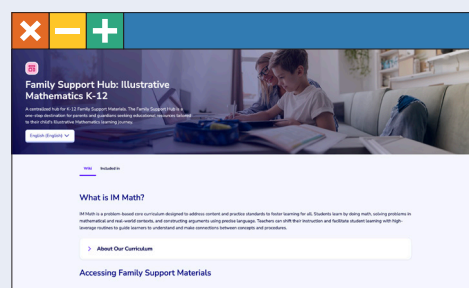 Family Support Hub: Illustrative
Mathematics K-12
A centralized hub for K-12 Family Support Materials. The Family Support Hub is a
one-stop destination for parents and guardians seeking educational resources tailored
to their child's Illustrative Mathematics learning journey.
English (English)
Wiki Included in
What is IM Math?
IM Math is a problem-based core curriculum designed to address content and practice standards to foster learning for all. Students learn by doing math, solving problems in
mathematical and real-world contexts, and constructing arguments using precise language. Teachers can shift their instruction and facilitate student learning with high-
leverage routines to guide learners to understand and make connections between concepts and procedures.
About Our Curriculum
Accessing Family Support Materials